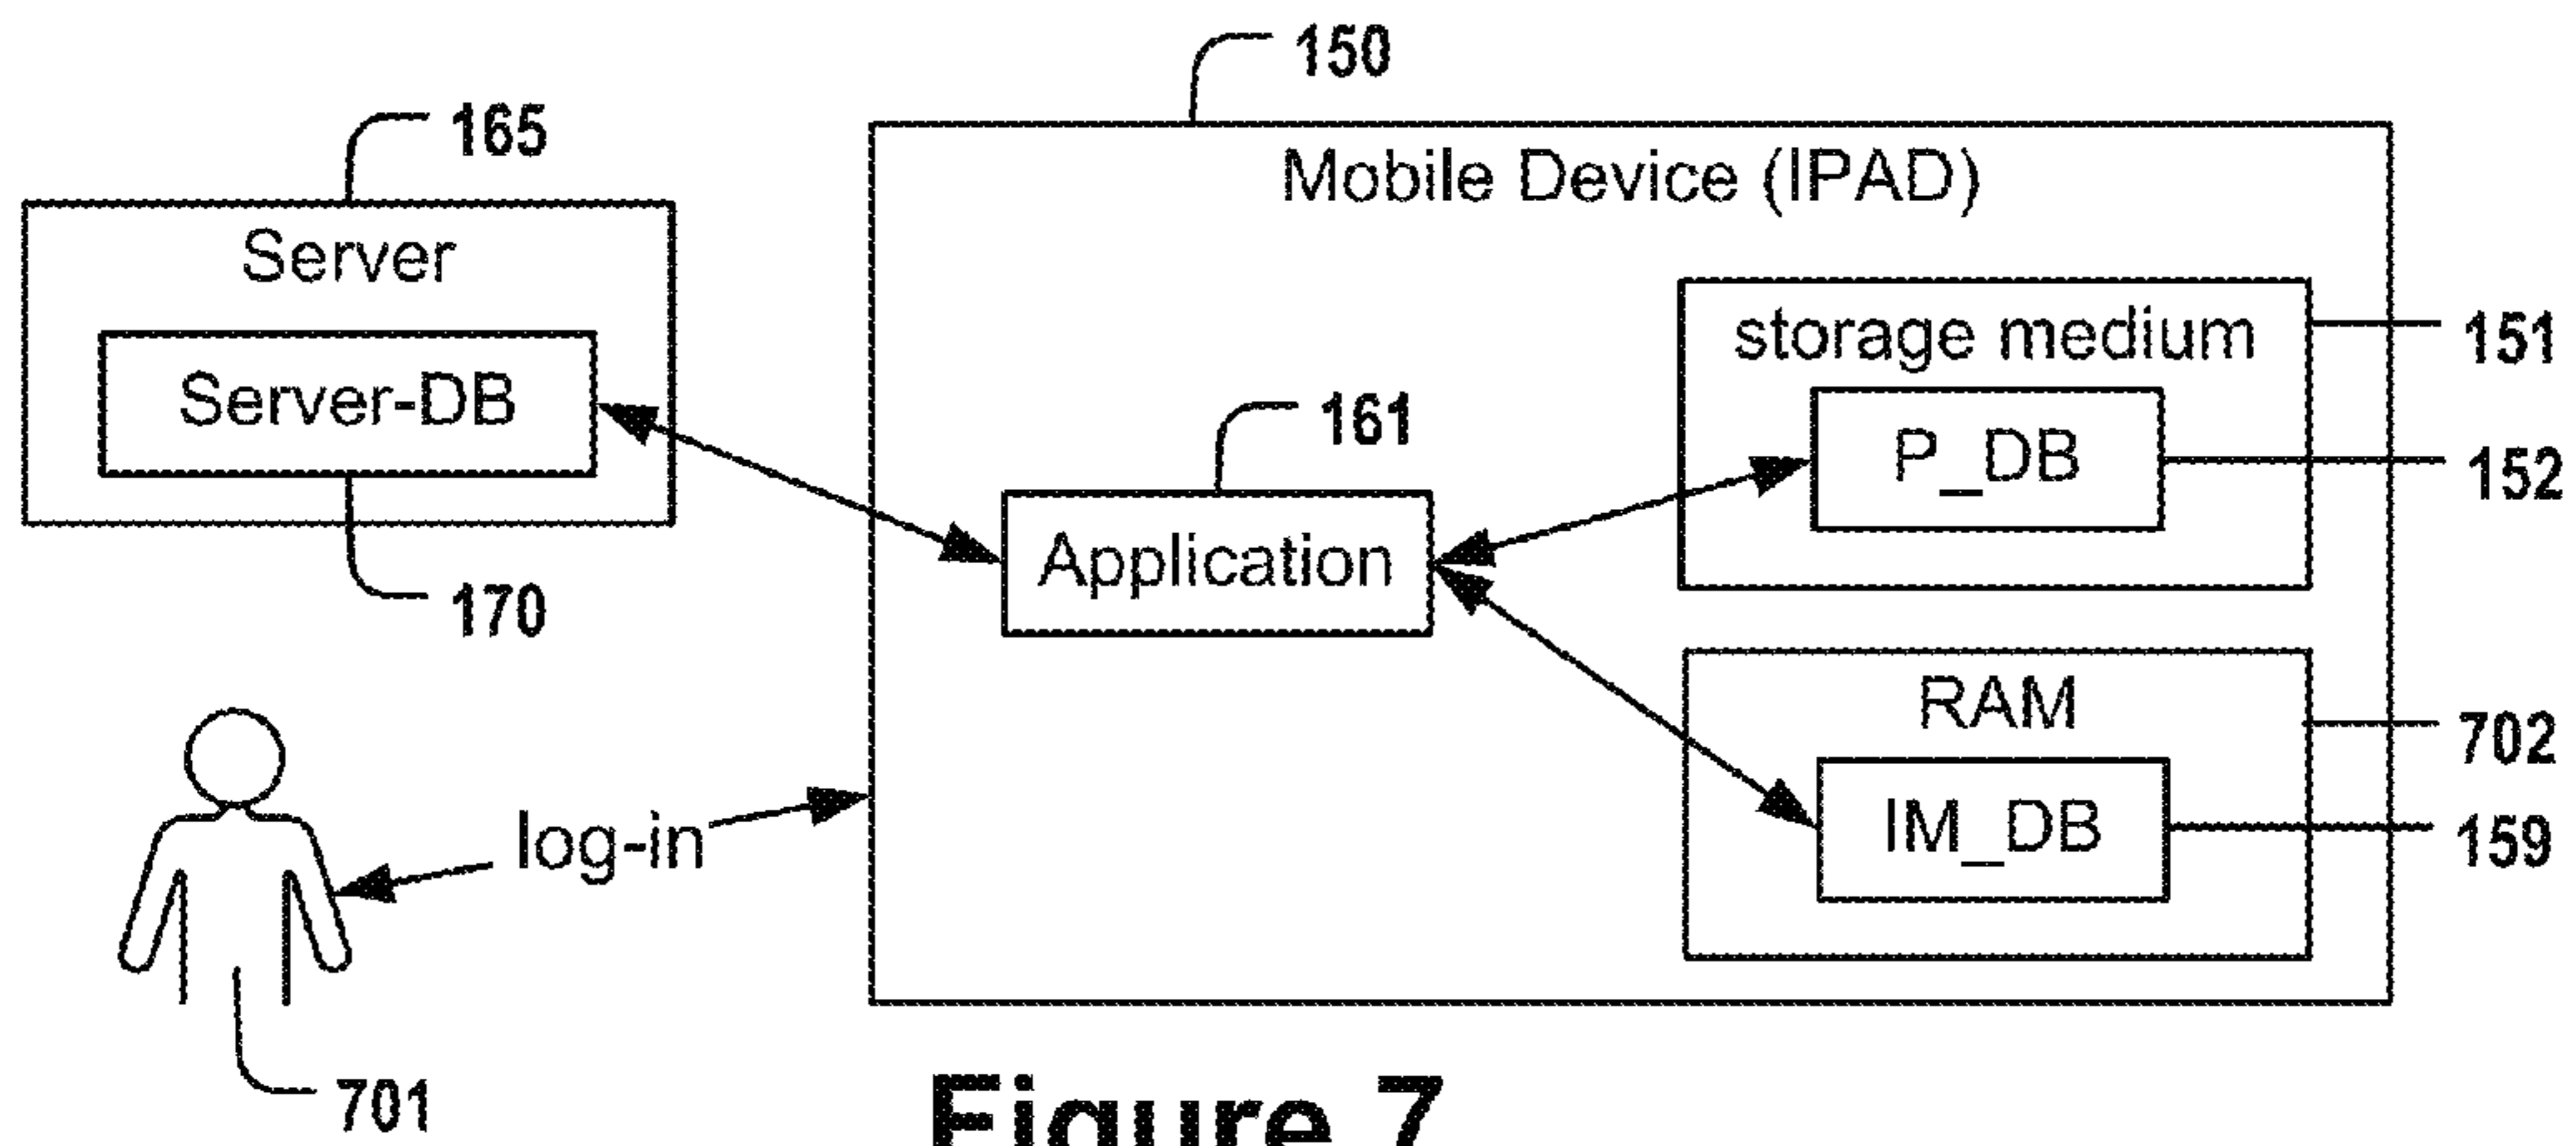 150
165
Mobile Device (IPAD)
Server
storage medium
151
Server-DB
161
P_DB
152
Application
170
RAM
702
log-in
IM_DB
159
701
Figure 7